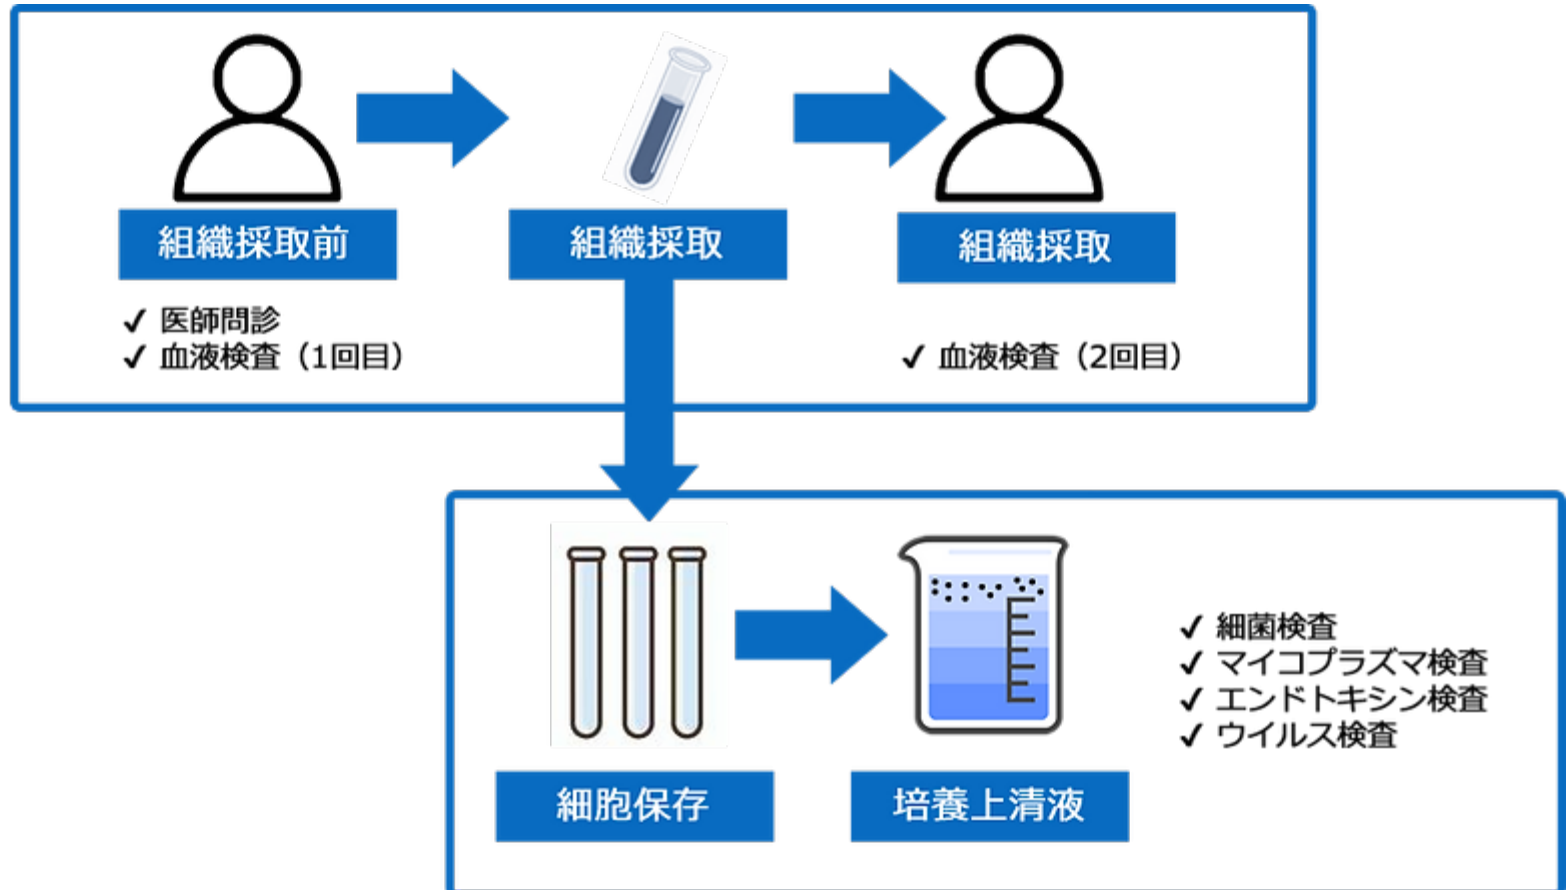 組織採取前
組織採取
組織採取
✓ 医師問診
✓ 血液検査（1回目）
✓ 血液検査（2回目）
細胞保存
培養上清液
✓ 細菌検査
✓ マイコプラズマ検査
✓ エンドトキシン検査
✓ ウイルス検査